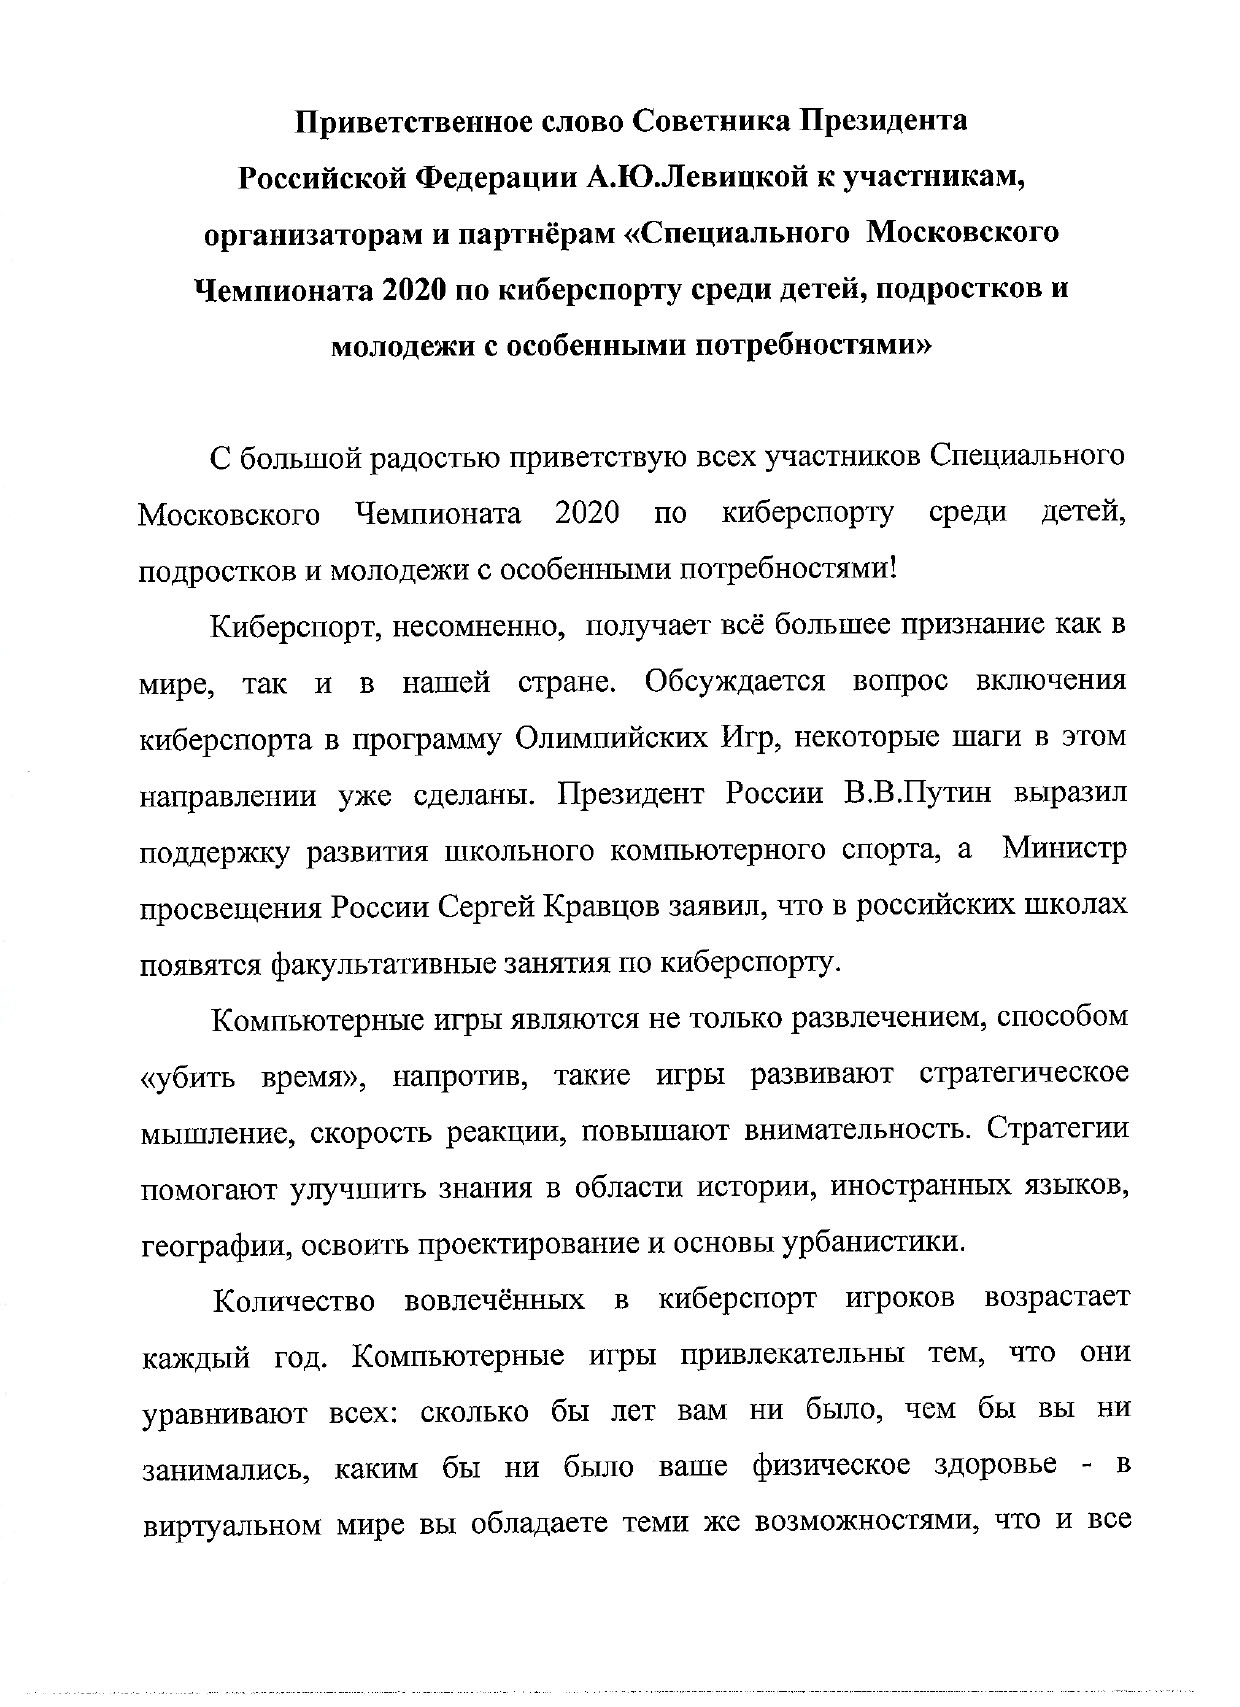 Приветственное слово Советника Президента
Российской Федерации А.Ю.Левицкой к участникам,
организаторам и партнёрам «Специального Московского
Чемпионата 2020 по киберспорту среди детей, подростков и
молодежи с особенными потребностями»
С большой радостью приветствую всех участников Специального
Московского Чемпионата 2020 по киберспорту среди детей,
подростков и молодежи с особенными потребностями!
Киберспорт, несомненно, получает всё большее признание как в
мире, так и в нашей стране. Обсуждается вопрос включения
киберспорта в программу Олимпийских Игр, некоторые шаги в этом
направлении уже сделаны. Президент России В.В.Путин выразил
поддержку развития школьного компьютерного спорта, а Министр
просвещения России Сергей Кравцов заявил, что в российских школах
появятся факультативные занятия по киберспорту.
Компьютерные игры являются не только развлечением, способом
«убить время», напротив, такие игры развивают стратегическое
мышление, скорость реакции, повышают внимательность. Стратегии
помогают улучшить знания в области истории, иностранных языков,
географии, освоить проектирование и основы урбанистики.
Количество вовлечённых в киберспорт игроков возрастает
каждый год. Компьютерные игры привлекательны тем, что они
уравнивают всех: сколько бы лет вам ни было, чем бы вы ни
занимались, каким бы ни было ваше физическое здоровье - в
виртуальном мире вы обладаете теми же возможностями, что и все